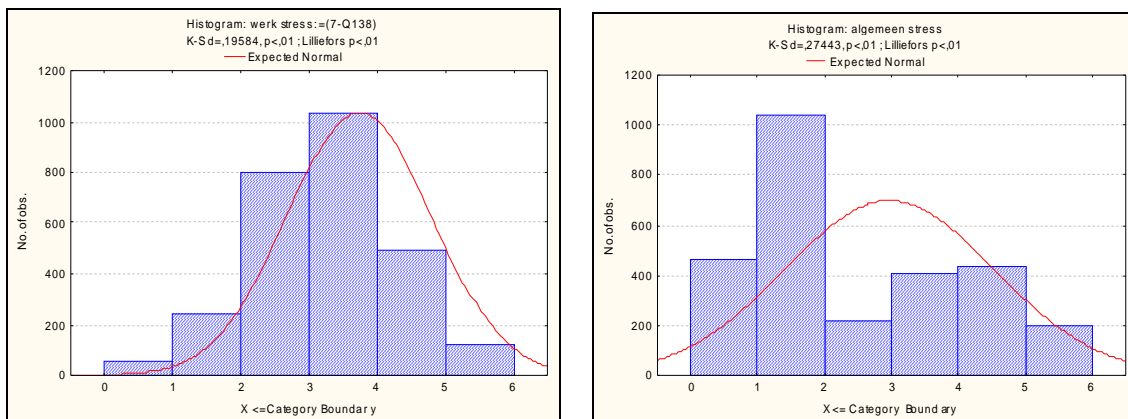 Histogram: werk stress:=(7-Q138)
K-S d=,19584, p<,01 ; Lilliefors p<,01
Expected Normal
1200
1000
800
600
400
200
0
No. of obs.
0 1 2 3 4 5 6
X <= Category Boundary
Histogram: algemeen stress
K-S d=,27443, p<,01 ; Lilliefors p<,01
Expected Normal
1200
1000
800
600
400
200
0
No. of obs.
0 1 2 3 4 5 6
X <= Category Boundary